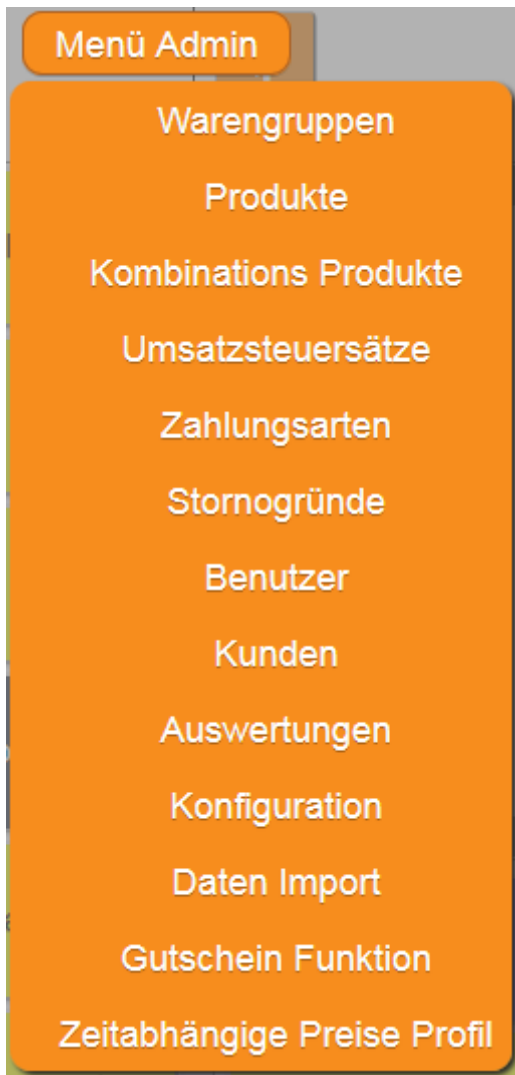 Menü Admin
Warengruppen
Produkte
Kombinations Produkte
Umsatzsteuersätze
Zahlungsarten
Stornogründe
Benutzer
Kunden
Auswertungen
Konfiguration
Daten Import
Gutschein Funktion
Zeitabhängige Preise Profil